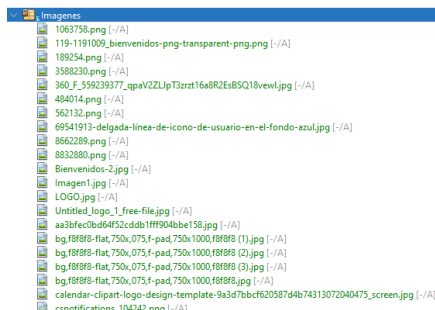 Imagenes
1063758.png [-/A]
119-1191009_bienvenidos-png-transparent-png.png [-/A]
189254.png [-/A]
3588230.png [-/A]
360_F_559239377_qpaV2ZLJpT3zrzt16a8R2EsBSQ18vewl.jpg [-/A]
484014.png [-/A]
562132.png [-/A]
69541913-delgada-línea-de-icono-de-usuario-en-el-fondo-azul.jpg [-/A]
8662289.png [-/A]
8832880.png [-/A]
Bienvenidos-2.jpg [-/A]
Imagen1.jpg [-/A]
LOGO.jpg [-/A]
Untitled_logo_1_free-file.jpg [-/A]
aa3bfec0bd64f52cddb1fff904bbe158.jpg [-/A]
bg,f8f8f8-flat,750x,075,f-pad,750x1000,f8f8f8 (1).jpg [-/A]
bg,f8f8f8-flat,750x,075,f-pad,750x1000,f8f8f8 (2).jpg [-/A]
bg,f8f8f8-flat,750x,075,f-pad,750x1000,f8f8f8 (3).jpg [-/A]
bg,f8f8f8-flat,750x,075,f-pad,750x1000,f8f8f8.jpg [-/A]
calendar-clipart-logo-design-template-9a3d7bbcf620587d4b74313072040475_screen.jpg [-/A]
csnotifications_104242.png [-/A]